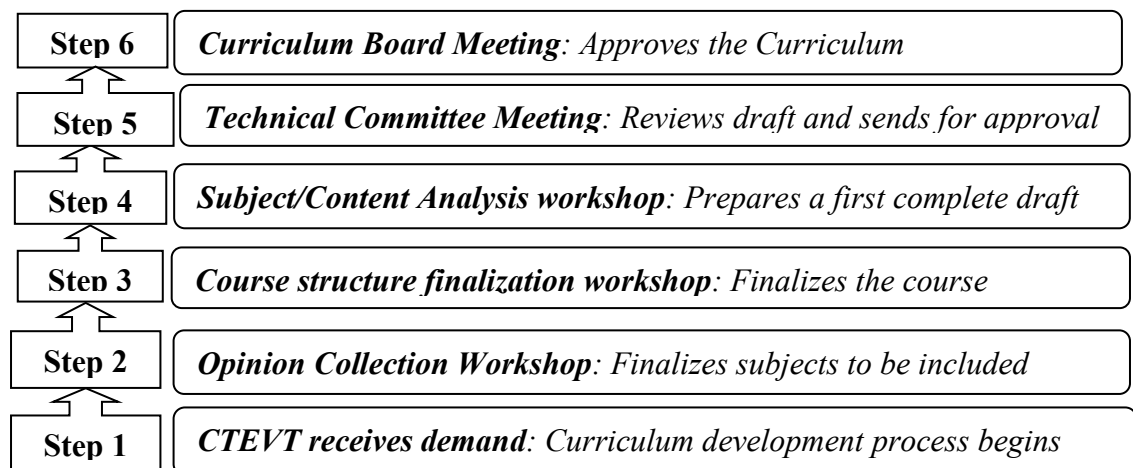 Step 6 Curriculum Board Meeting: Approves the Curriculum
Step 5 Technical Committee Meeting: Reviews draft and sends for approval
Step 4 Subject/Content Analysis workshop: Prepares a first complete draft
Step 3 Course structure finalization workshop: Finalizes the course
Step 2 Opinion Collection Workshop: Finalizes subjects to be included
Step 1 CTEVT receives demand: Curriculum development process begins